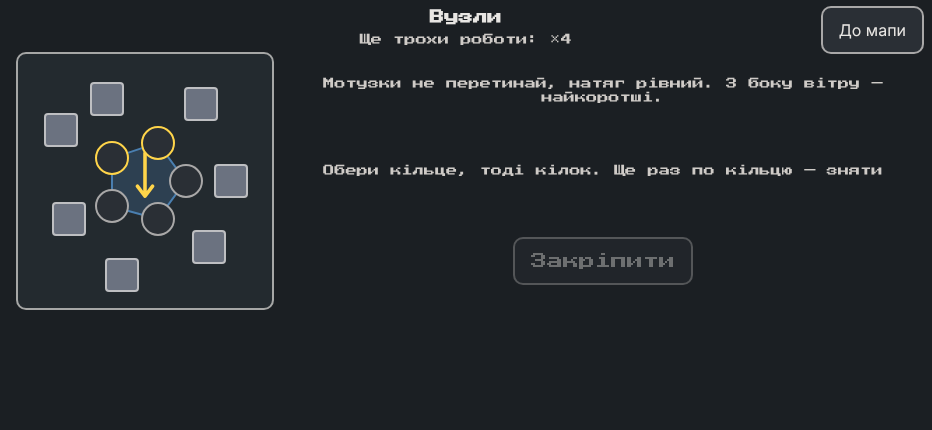 Вузли
Ще трохи роботи: ×4
До мапи
Мотузки не перетинай, натяг рівний. З боку вітру —
найкоротші.
Обери кільце, тоді кілок. Ще раз по кільцю — зняти
Закріпити